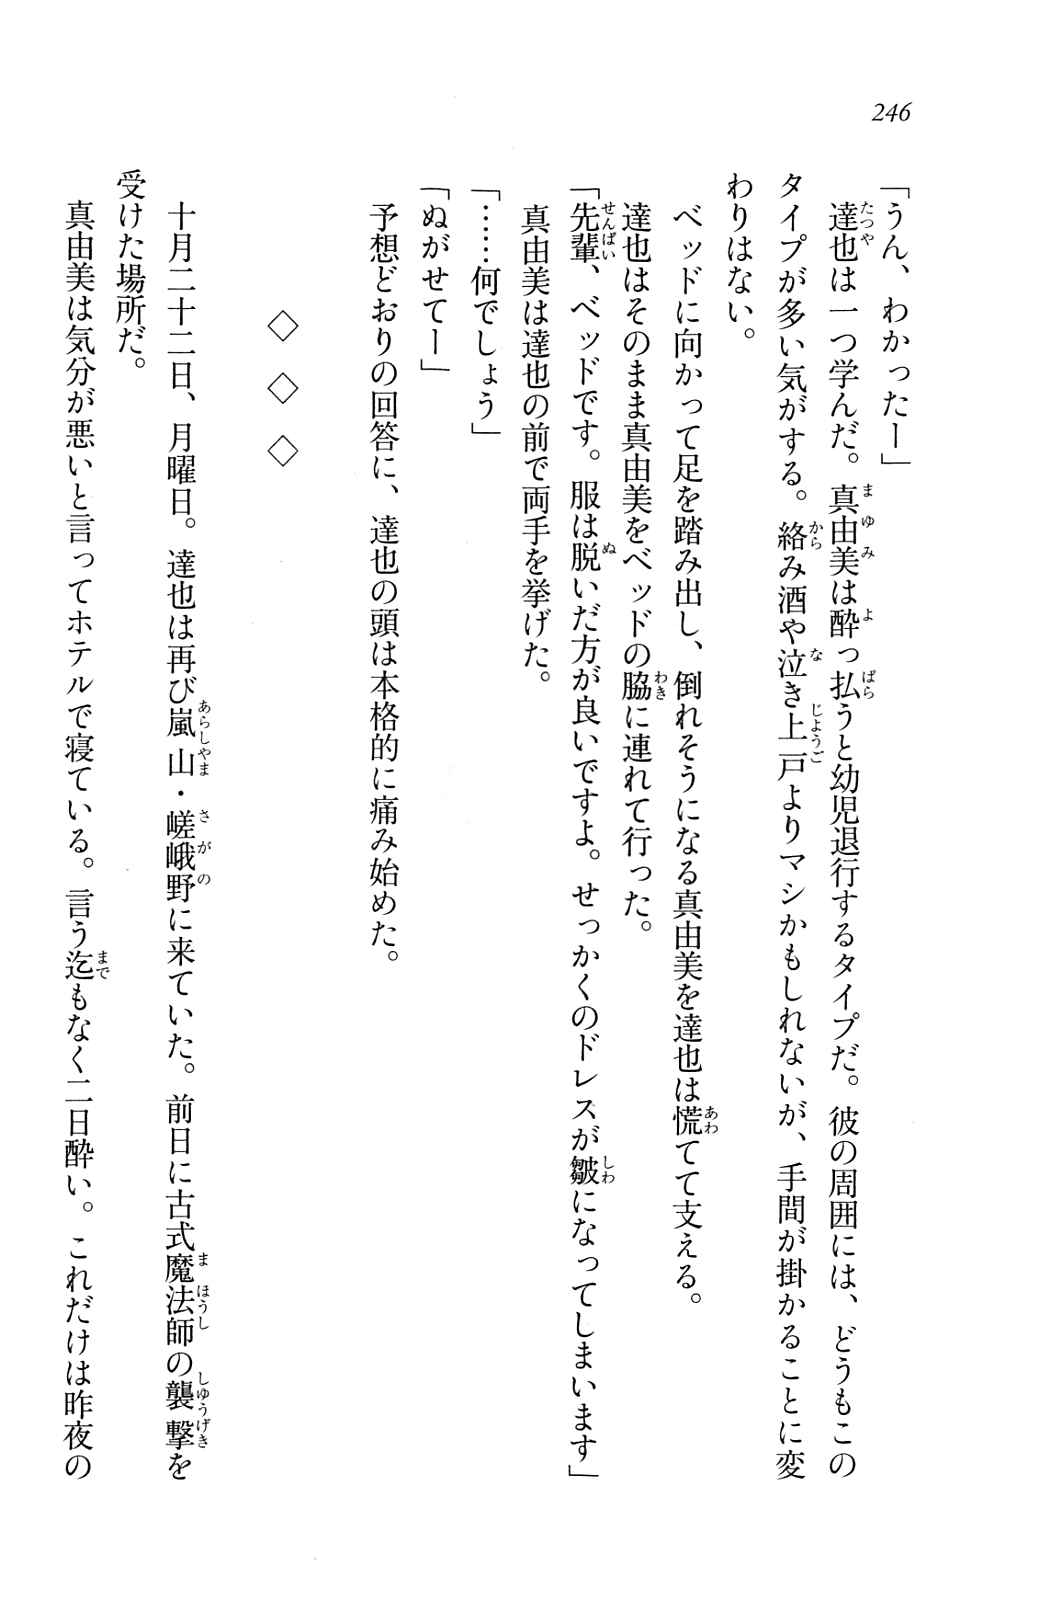 246
「うん、わかったー」
達也は一つ学んだ。真由美は酔っ払うと幼児退行するタイプだ。彼の周囲には、どうもこの
タイプが多い気がする。絡み酒や泣き上戸よりマシかもしれないが、手間が掛かることに変
わりはない。
ベッドに向かって足を踏み出し、倒れそうになる真由美を達也は慌てて支える。
達也はそのまま真由美をベッドの脇に連れて行った。
「先輩、ベッドです。服は脱いだ方が良いですよ。せっかくのドレスが皺になってしまいます」
真由美は達也の前で両手を挙げた。
「……何でしょう」
「ぬがせてー」
予想どおりの回答に、達也の頭は本格的に痛み始めた。
◇ ◇ ◇
十月二十二日、月曜日。達也は再び嵐山・嵯峨野に来ていた。前日に古式魔法師の襲撃を
受けた場所だ。
真由美は気分が悪いと言ってホテルで寝ている。言う迄もなく二日酔い。これだけは昨夜の